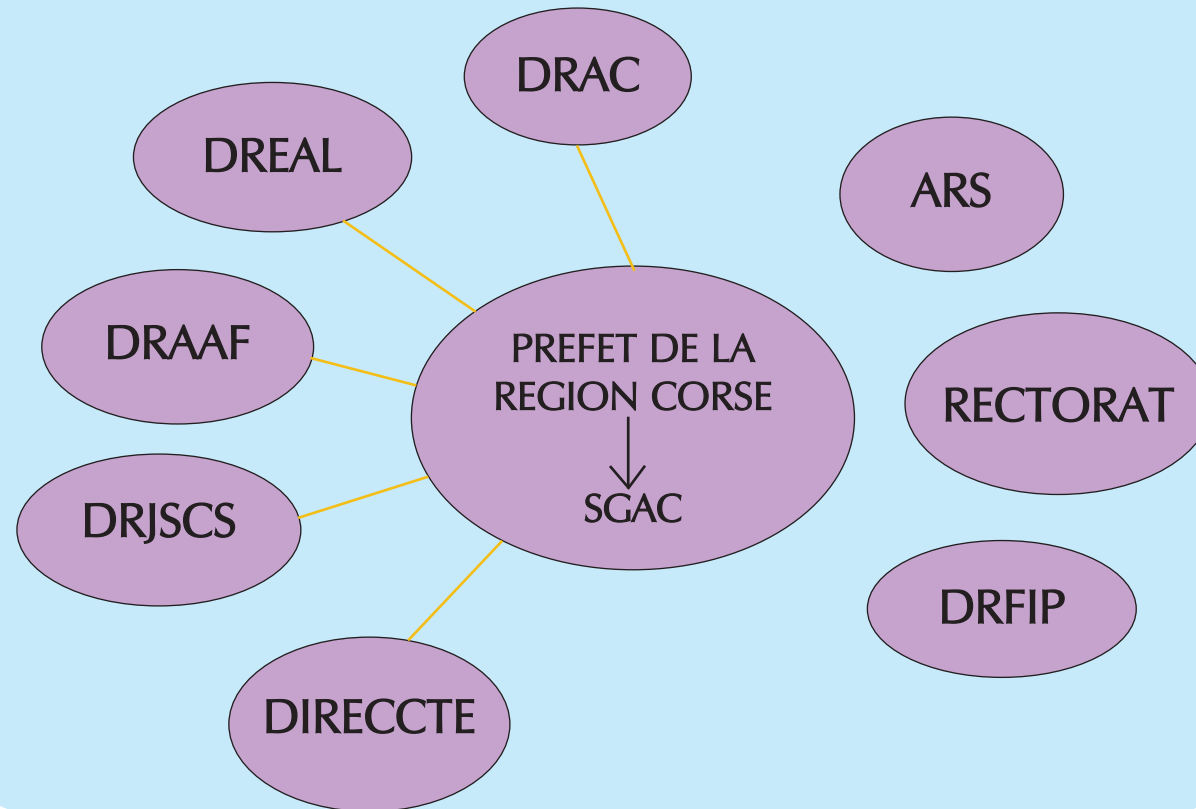 DRAC
DREAL
ARS
DRAAF
PREFET DE LA
REGION CORSE
SGAC
RECTORAT
DRJSCS
DRFIP
DIRECCTE